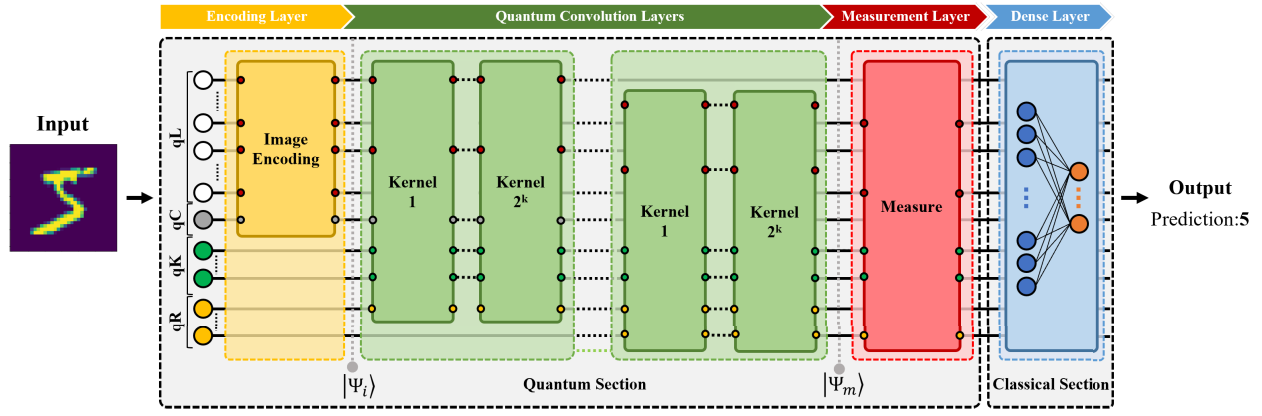 Encoding Layer
Quantum Convolution Layers
Measurement Layer
Dense Layer
Input
qL
qC
qK
qR
Image
Encoding
Kernel
1
Kernel
2ᵏ
Kernel
1
Kernel
2ᵏ
Measure
Output
Prediction:5
|Ψᵢ⟩
Quantum Section
|Ψₘ⟩
Classical Section